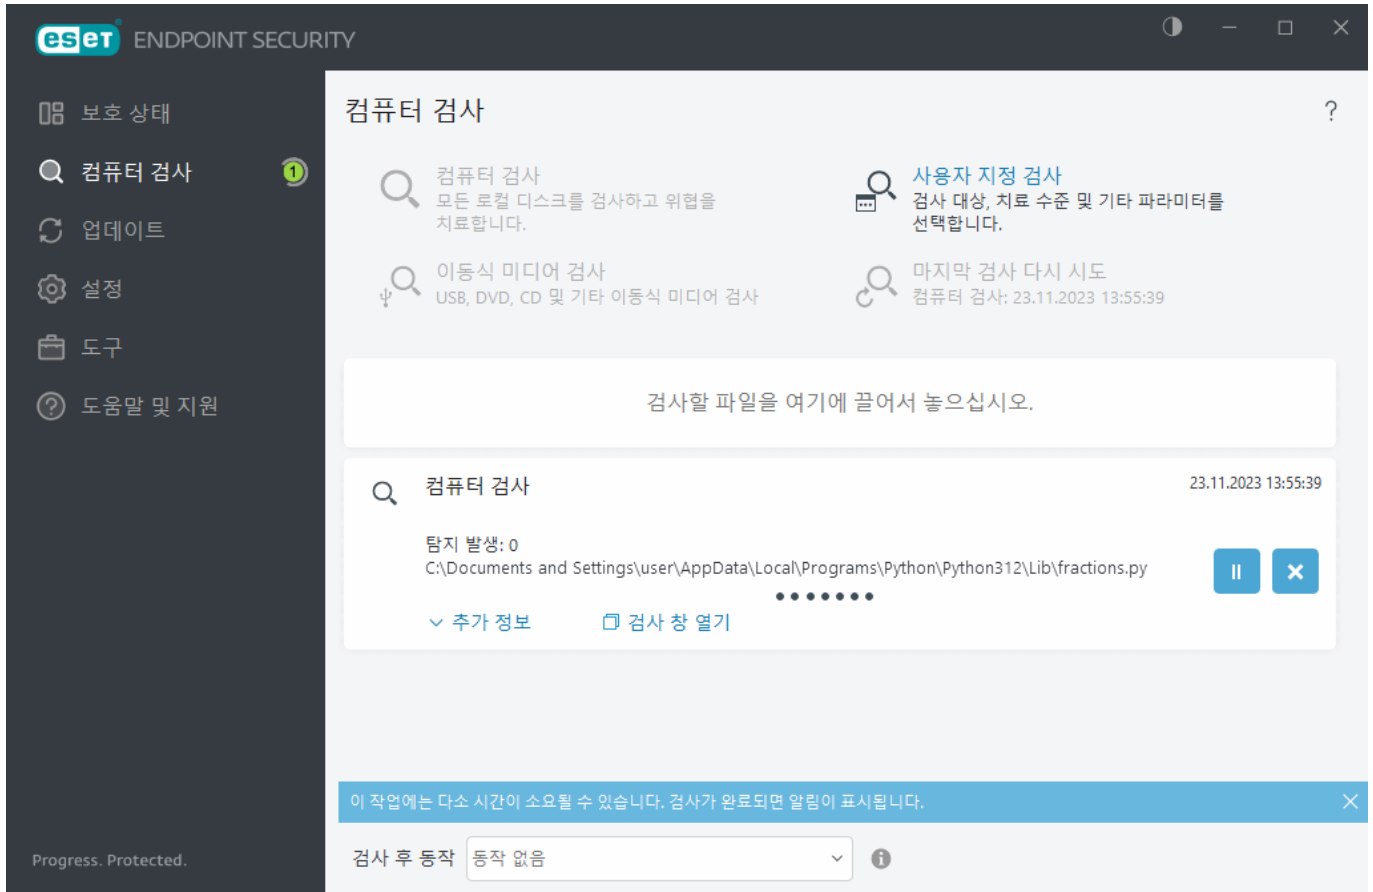 eset ENDPOINT SECURITY
보호 상태
컴퓨터 검사
1
업데이트
설정
도구
도움말 및 지원
Progress. Protected.
컴퓨터 검사
?
컴퓨터 검사
모든 로컬 디스크를 검사하고 위협을
치료합니다.
사용자 지정 검사
검사 대상, 치료 수준 및 기타 파라미터를
선택합니다.
이동식 미디어 검사
USB, DVD, CD 및 기타 이동식 미디어 검사
마지막 검사 다시 시도
컴퓨터 검사: 23.11.2023 13:55:39
검사할 파일을 여기에 끌어서 놓으십시오.
컴퓨터 검사
23.11.2023 13:55:39
탐지 발생: 0
C:\Documents and Settings\user\AppData\Local\Programs\Python\Python312\Lib\fractions.py
추가 정보
검사 창 열기
이 작업에는 다소 시간이 소요될 수 있습니다. 검사가 완료되면 알림이 표시됩니다.
검사 후 동작
동작 없음